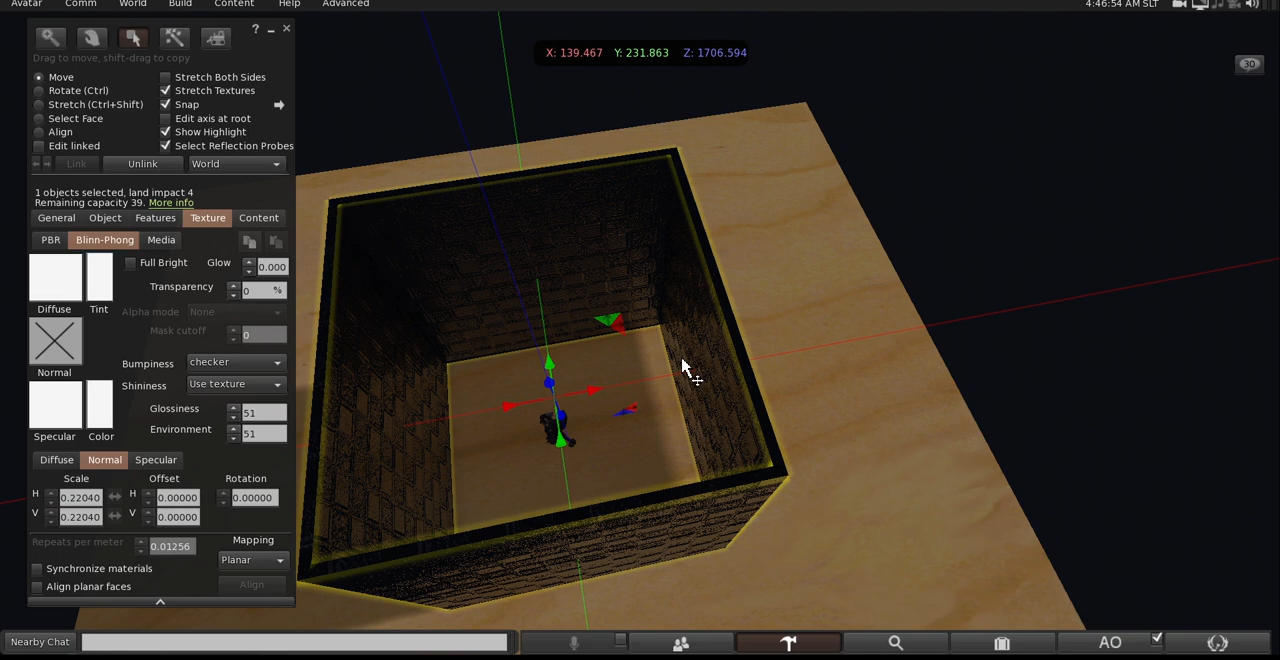 Avatar Comm World Build Content Help Advanced 4:46:54 AM SLT
? _ ×
Drag to move, shift-drag to copy
X: 139.467 Y: 231.863 Z: 1706.594
30
Move Stretch Both Sides
Rotate (Ctrl) Stretch Textures
Stretch (Ctrl+Shift) Snap
Select Face Edit axis at root
Align Show Highlight
Edit linked Select Reflection Probes
Link Unlink World
1 objects selected, land impact 4
Remaining capacity 39. More info
General Object Features Texture Content
PBR Blinn-Phong Media
Full Bright Glow 0.000
Transparency 0 %
Diffuse Tint Alpha mode None
Mask cutoff 0
Bumpiness checker
Normal
Shininess Use texture
Glossiness 51
Environment 51
Specular Color
Diffuse Normal Specular
Scale Offset Rotation
H 0.22040 H 0.00000 0.00000
V 0.22040 V 0.00000
Repeats per meter 0.01256 Mapping
Planar
Synchronize materials
Align planar faces Align
Nearby Chat AO